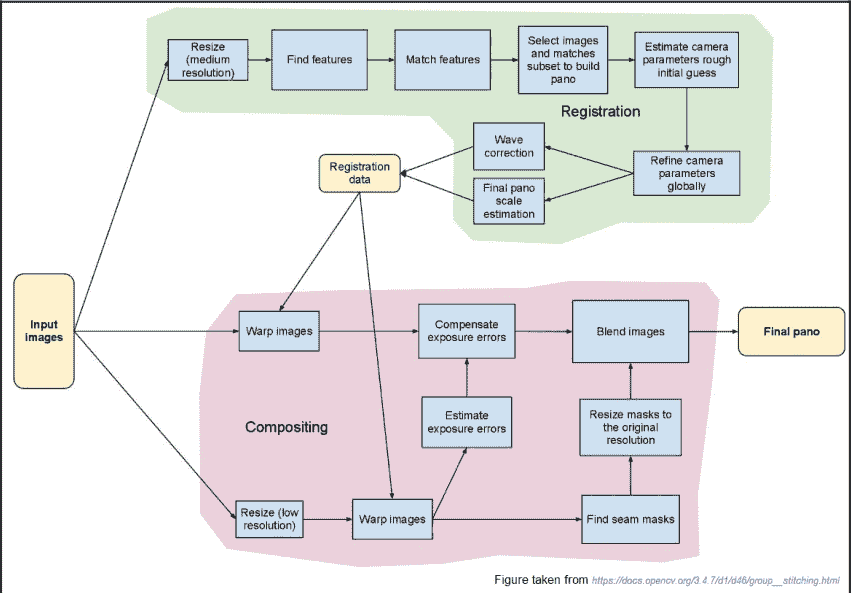 Resize
(medium
resolution)
Find features
Match features
Select images
and matches
subset to build
pano
Estimate camera
parameters rough
initial guess
Registration
Wave
correction
Refine camera
parameters
globally
Registration
data
Final pano
scale
estimation
Input
images
Warp images
Compensate
exposure errors
Blend images
Final pano
Compositing
Estimate
exposure errors
Resize masks to
the original
resolution
Resize (low
resolution)
Warp images
Find seam masks
Figure taken from https://docs.opencv.org/3.4.7/d1/d46/group__stitching.html